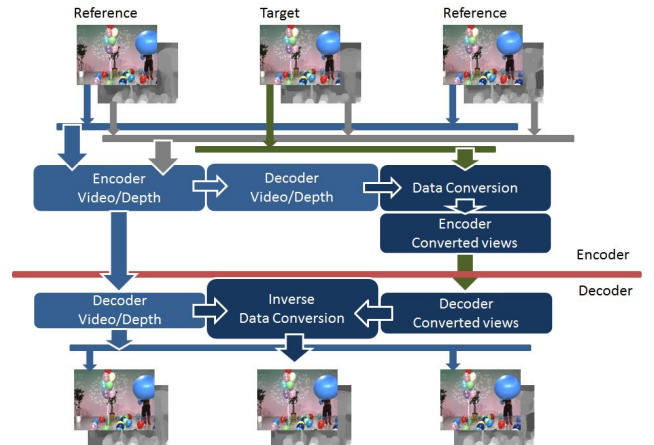 Reference
Target
Reference
Encoder
Video/Depth
Decoder
Video/Depth
Data Conversion
Encoder
Converted views
Encoder
Decoder
Decoder
Video/Depth
Inverse
Data Conversion
Decoder
Converted views